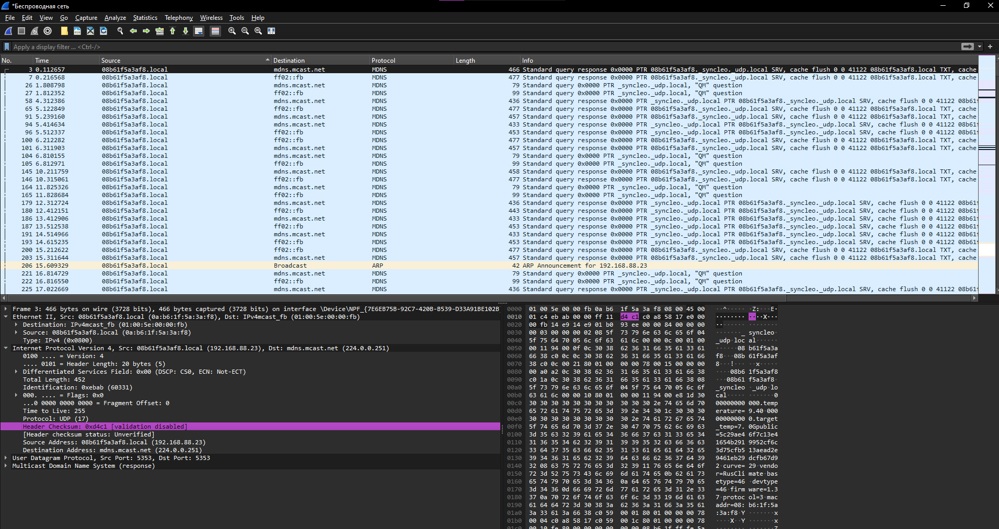 *Беспроводная сеть
File Edit View Go Capture Analyze Statistics Telephony Wireless Tools Help
Apply a display filter ... <Ctrl-/>
No. Time Source Destination Protocol Length Info
3 0.112657 08b61f5a3af8.local mdns.mcast.net MDNS 466 Standard query response 0x0000 PTR 08b61f5a3af8._syncleo._udp.local SRV, cache flush 0 0 41122 08b61f5a3af8.local TXT, cache
7 0.216568 08b61f5a3af8.local ff02::fb MDNS 477 Standard query response 0x0000 PTR 08b61f5a3af8._syncleo._udp.local SRV, cache flush 0 0 41122 08b61f5a3af8.local TXT, cache
26 1.808798 08b61f5a3af8.local mdns.mcast.net MDNS 79 Standard query 0x0000 PTR _syncleo._udp.local, "QM" question
27 1.812352 08b61f5a3af8.local ff02::fb MDNS 99 Standard query 0x0000 PTR _syncleo._udp.local, "QM" question
58 4.312386 08b61f5a3af8.local mdns.mcast.net MDNS 436 Standard query response 0x0000 PTR _syncleo._udp.local PTR 08b61f5a3af8._syncleo._udp.local SRV, cache flush 0 0 41122 08b61f
65 5.122849 08b61f5a3af8.local ff02::fb MDNS 477 Standard query response 0x0000 PTR 08b61f5a3af8._syncleo._udp.local SRV, cache flush 0 0 41122 08b61f5a3af8.local TXT, cache
91 5.239160 08b61f5a3af8.local mdns.mcast.net MDNS 457 Standard query response 0x0000 PTR 08b61f5a3af8._syncleo._udp.local SRV, cache flush 0 0 41122 08b61f5a3af8.local TXT, cache
94 5.414634 08b61f5a3af8.local mdns.mcast.net MDNS 433 Standard query response 0x0000 PTR _syncleo._udp.local PTR 08b61f5a3af8._syncleo._udp.local SRV, cache flush 0 0 41122 08b61f
96 5.512337 08b61f5a3af8.local ff02::fb MDNS 453 Standard query response 0x0000 PTR _syncleo._udp.local PTR 08b61f5a3af8._syncleo._udp.local SRV, cache flush 0 0 41122 08b61f
100 6.212282 08b61f5a3af8.local ff02::fb MDNS 477 Standard query response 0x0000 PTR 08b61f5a3af8._syncleo._udp.local SRV, cache flush 0 0 41122 08b61f5a3af8.local TXT, cache
101 6.311903 08b61f5a3af8.local mdns.mcast.net MDNS 457 Standard query response 0x0000 PTR 08b61f5a3af8._syncleo._udp.local SRV, cache flush 0 0 41122 08b61f5a3af8.local TXT, cache
104 6.810155 08b61f5a3af8.local mdns.mcast.net MDNS 79 Standard query 0x0000 PTR _syncleo._udp.local, "QM" question
105 6.812971 08b61f5a3af8.local ff02::fb MDNS 99 Standard query 0x0000 PTR _syncleo._udp.local, "QM" question
145 10.211759 08b61f5a3af8.local mdns.mcast.net MDNS 458 Standard query response 0x0000 PTR 08b61f5a3af8._syncleo._udp.local SRV, cache flush 0 0 41122 08b61f5a3af8.local TXT, cache
146 10.315061 08b61f5a3af8.local ff02::fb MDNS 477 Standard query response 0x0000 PTR 08b61f5a3af8._syncleo._udp.local SRV, cache flush 0 0 41122 08b61f5a3af8.local TXT, cache
164 11.825326 08b61f5a3af8.local mdns.mcast.net MDNS 79 Standard query 0x0000 PTR _syncleo._udp.local, "QM" question
165 11.828684 08b61f5a3af8.local ff02::fb MDNS 99 Standard query 0x0000 PTR _syncleo._udp.local, "QM" question
179 12.312724 08b61f5a3af8.local mdns.mcast.net MDNS 436 Standard query response 0x0000 PTR _syncleo._udp.local PTR 08b61f5a3af8._syncleo._udp.local SRV, cache flush 0 0 41122 08b61f
180 12.412151 08b61f5a3af8.local ff02::fb MDNS 443 Standard query response 0x0000 PTR _syncleo._udp.local PTR 08b61f5a3af8._syncleo._udp.local SRV, cache flush 0 0 41122 08b61f
186 13.412906 08b61f5a3af8.local mdns.mcast.net MDNS 433 Standard query response 0x0000 PTR _syncleo._udp.local PTR 08b61f5a3af8._syncleo._udp.local SRV, cache flush 0 0 41122 08b61f
187 13.512538 08b61f5a3af8.local ff02::fb MDNS 453 Standard query response 0x0000 PTR _syncleo._udp.local PTR 08b61f5a3af8._syncleo._udp.local SRV, cache flush 0 0 41122 08b61f
191 14.514966 08b61f5a3af8.local mdns.mcast.net MDNS 433 Standard query response 0x0000 PTR _syncleo._udp.local PTR 08b61f5a3af8._syncleo._udp.local SRV, cache flush 0 0 41122 08b61f
193 14.615235 08b61f5a3af8.local ff02::fb MDNS 453 Standard query response 0x0000 PTR _syncleo._udp.local PTR 08b61f5a3af8._syncleo._udp.local SRV, cache flush 0 0 41122 08b61f
200 15.212622 08b61f5a3af8.local ff02::fb MDNS 477 Standard query response 0x0000 PTR 08b61f5a3af8._syncleo._udp.local SRV, cache flush 0 0 41122 08b61f5a3af8.local TXT, cache
203 15.311644 08b61f5a3af8.local mdns.mcast.net MDNS 457 Standard query response 0x0000 PTR 08b61f5a3af8._syncleo._udp.local SRV, cache flush 0 0 41122 08b61f5a3af8.local TXT, cache
206 15.609329 08b61f5a3af8.local Broadcast ARP 42 ARP Announcement for 192.168.88.23
221 16.814729 08b61f5a3af8.local mdns.mcast.net MDNS 79 Standard query 0x0000 PTR _syncleo._udp.local, "QM" question
222 16.816550 08b61f5a3af8.local ff02::fb MDNS 99 Standard query 0x0000 PTR _syncleo._udp.local, "QM" question
225 17.022669 08b61f5a3af8.local mdns.mcast.net MDNS 436 Standard query response 0x0000 PTR _syncleo._udp.local PTR 08b61f5a3af8._syncleo._udp.local SRV, cache flush 0 0 41122 08b61f
Frame 3: 466 bytes on wire (3728 bits), 466 bytes captured (3728 bits) on interface \Device\NPF_{7E6EB75B-92C7-420B-B539-D33A91BE102B
Ethernet II, Src: 08b61f5a3af8.local (0a:b6:1f:5a:3a:f8), Dst: IPv4mcast_fb (01:00:5e:00:00:fb)
Destination: IPv4mcast_fb (01:00:5e:00:00:fb)
Source: 08b61f5a3af8.local (0a:b6:1f:5a:3a:f8)
Type: IPv4 (0x0800)
Internet Protocol Version 4, Src: 08b61f5a3af8.local (192.168.88.23), Dst: mdns.mcast.net (224.0.0.251)
0100 .... = Version: 4
.... 0101 = Header Length: 20 bytes (5)
Differentiated Services Field: 0x00 (DSCP: CS0, ECN: Not-ECT)
Total Length: 452
Identification: 0xebab (60331)
000. .... = Flags: 0x0
...0 0000 0000 0000 = Fragment Offset: 0
Time to Live: 255
Protocol: UDP (17)
Header Checksum: 0xd4c1 [validation disabled]
[Header checksum status: Unverified]
Source Address: 08b61f5a3af8.local (192.168.88.23)
Destination Address: mdns.mcast.net (224.0.0.251)
User Datagram Protocol, Src Port: 5353, Dst Port: 5353
Multicast Domain Name System (response)
0000 01 00 5e 00 00 fb 0a b6 1f 5a 3a f8 08 00 45 00 ··^····· ·Z:···E·
0010 01 c4 eb ab 00 00 ff 11 d4 c1 c0 a8 58 17 e0 00 ········ ····X···
0020 00 fb 14 e9 14 e9 01 b0 93 ee 00 00 84 00 00 00 ········ ········
0030 00 03 00 00 00 02 08 5f 73 79 6e 63 6c 65 6f 04 ·······_ syncleo·
0040 5f 75 64 70 05 6c 6f 63 61 6c 00 00 0c 00 01 00 _udp·loc al······
0050 00 11 94 00 0f 0c 30 38 62 36 31 66 35 61 33 61 ······08 b61f5a3a
0060 66 38 c0 0c 0c 30 38 62 36 31 66 35 61 33 61 66 f8···08b 61f5a3af
0070 38 c0 0c 00 21 80 01 00 00 00 78 00 15 00 00 00 8···!··· ··x·····
0080 00 a0 a2 0c 30 38 62 36 31 66 35 61 33 61 66 38 ····08b6 1f5a3af8
0090 c0 1a 0c 30 38 62 36 31 66 35 61 33 61 66 38 08 ···08b61 f5a3af8·
00a0 5f 73 79 6e 63 6c 65 6f 04 5f 75 64 70 05 6c 6f _syncleo ·_udp·lo
00b0 63 61 6c 00 00 10 80 01 00 00 11 94 00 e8 1d 30 cal····· ·······0
00c0 30 30 30 30 30 30 30 30 30 30 30 2e 74 65 6d 70 00000000 000.temp
00d0 65 72 61 74 75 72 65 3d 39 2e 34 30 1c 30 30 30 erature= 9.40·000
00e0 30 30 30 30 30 30 30 30 30 2e 74 61 72 67 65 74 00000000 0.target
00f0 5f 74 65 6d 70 3d 37 2e 30 47 70 75 62 6c 69 63 _temp=7. 0Gpublic
0100 3d 35 63 32 39 61 65 34 36 66 37 63 31 33 65 34 =5c29ae4 6f7c13e4
0110 31 36 35 34 62 32 39 31 39 39 35 32 63 66 36 63 1654b291 9952cf6c
0120 33 64 37 35 63 66 62 35 31 33 61 65 61 64 32 65 3d75cfb5 13aead2e
0130 39 34 36 31 65 62 32 39 64 63 66 62 36 37 64 39 9461eb29 dcfb67d9
0140 32 08 63 75 72 76 65 3d 32 39 11 76 65 6e 64 6f 2·curve= 29·vendo
0150 72 3d 52 75 73 43 6c 69 6d 61 74 65 0b 62 61 73 r=RusCli mate·bas
0160 65 74 79 70 65 3d 34 36 0a 64 65 76 74 79 70 65 etype=46 ·devtype
0170 3d 34 36 0d 66 69 72 6d 77 61 72 65 3d 31 2e 33 =46·firm ware=1.3
0180 37 0a 70 72 6f 74 6f 63 6f 6c 3d 33 19 6d 61 63 7·protoc ol=3·mac
0190 61 64 64 72 3d 30 38 3a 62 36 3a 31 66 3a 35 61 addr=08: b6:1f:5a
01a0 3a 33 61 3a 66 38 c0 59 00 01 80 01 00 00 00 78 :3a:f8·Y ·······x
01b0 00 04 c0 a8 58 17 c0 59 00 1c 80 01 00 00 00 78 ····X··Y ·······x
01c0 00 10 fe 80 00 00 00 00 00 00 08 b6 1f ff fe 5a